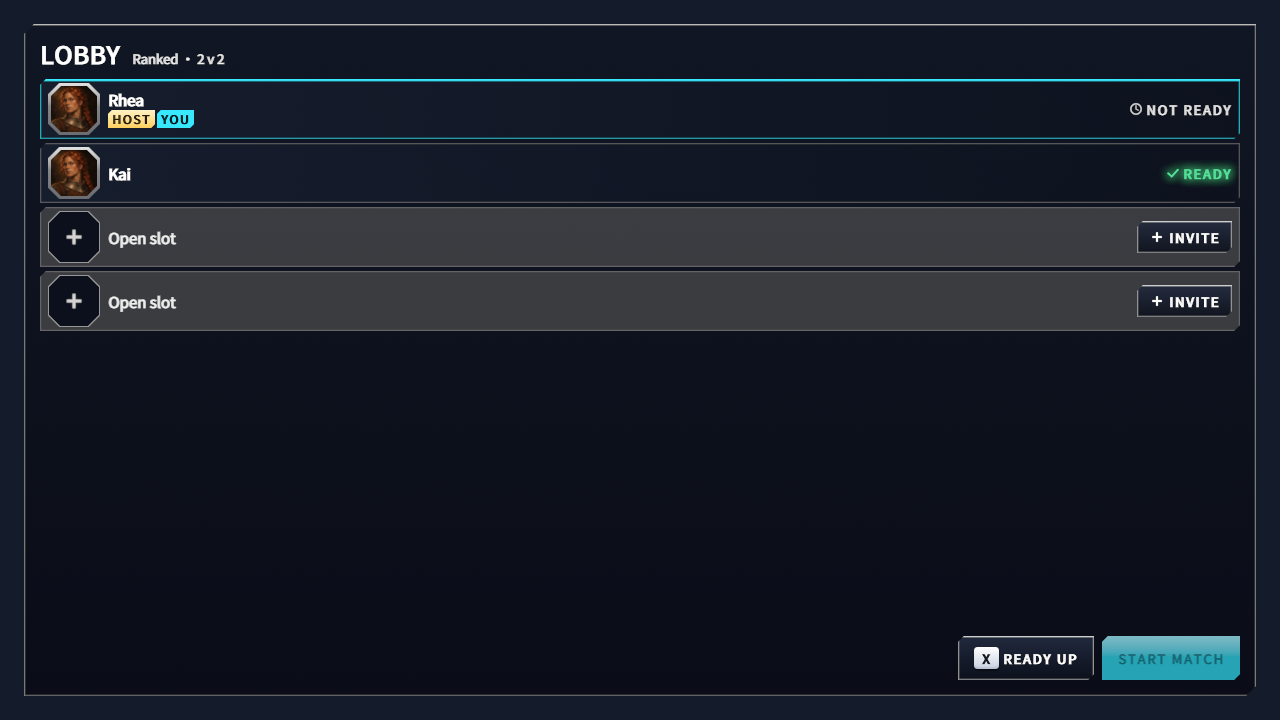 LOBBY Ranked • 2v2
Rhea
HOST YOU
NOT READY
Kai
READY
Open slot
+ INVITE
Open slot
+ INVITE
X READY UP
START MATCH